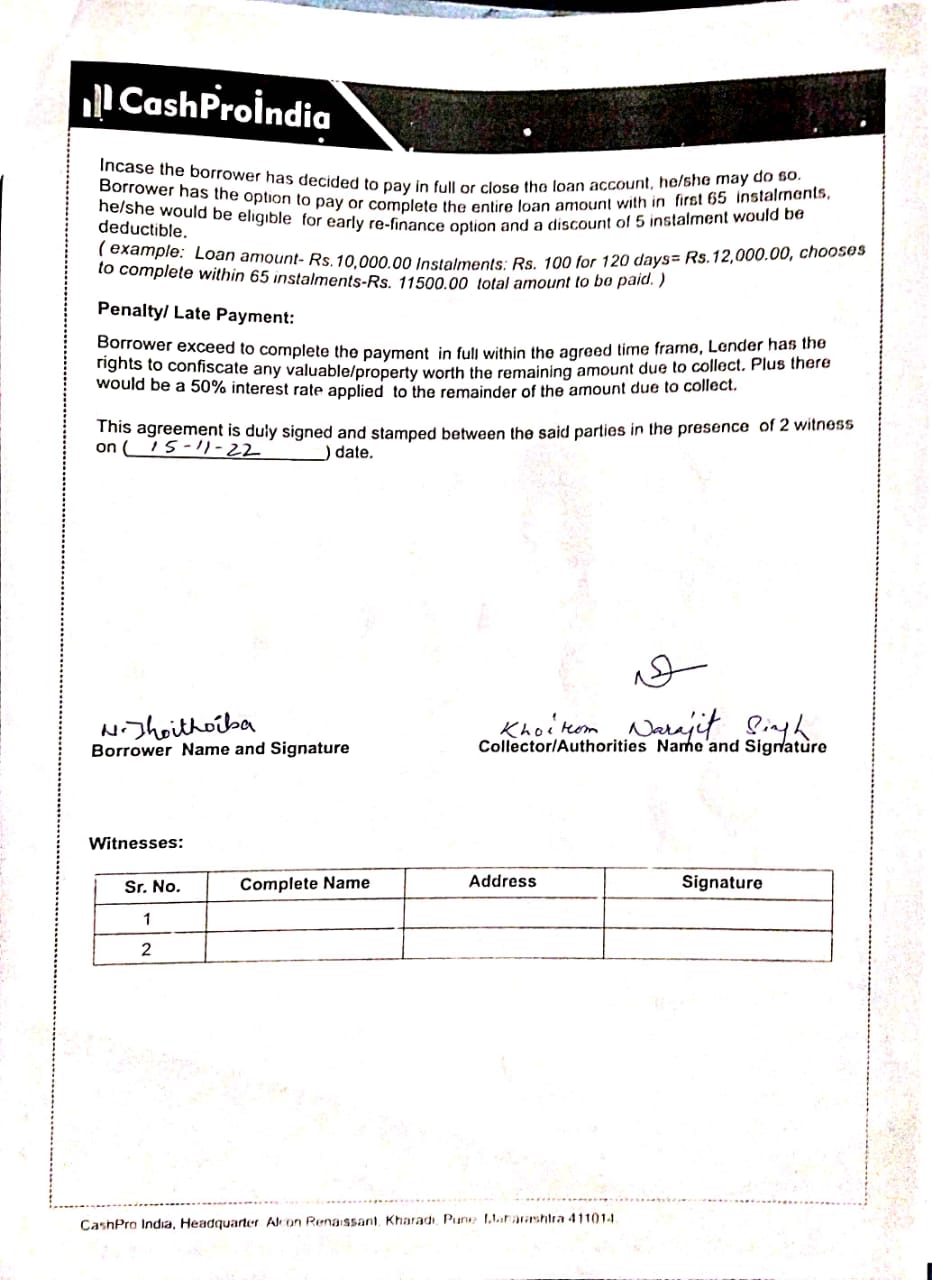 CashProIndia
Incase the borrower has decided to pay in full or close the loan account, he/she may do so.
Borrower has the option to pay or complete the entire loan amount with in first 65 instalments,
he/she would be eligible for early re-finance option and a discount of 5 instalment would be
deductible.
( example: Loan amount- Rs.10,000.00 Instalments: Rs. 100 for 120 days= Rs.12,000.00, chooses
to complete within 65 instalments-Rs. 11500.00 total amount to be paid. )
Penalty/ Late Payment:
Borrower exceed to complete the payment in full within the agreed time frame, Lender has the
rights to confiscate any valuable/property worth the remaining amount due to collect. Plus there
would be a 50% interest rate applied to the remainder of the amount due to collect.
This agreement is duly signed and stamped between the said parties in the presence of 2 witness
on ( 15-11-22 ) date.
N. Thoithoiba
Borrower Name and Signature
Narajit Singh
Collector/Authorities Name and Signature
Witnesses:
Sr. No. Complete Name Address Signature
1
2
CashPro India, Headquarter Renaissant, Kharadi, Pune Maharashtra 411014